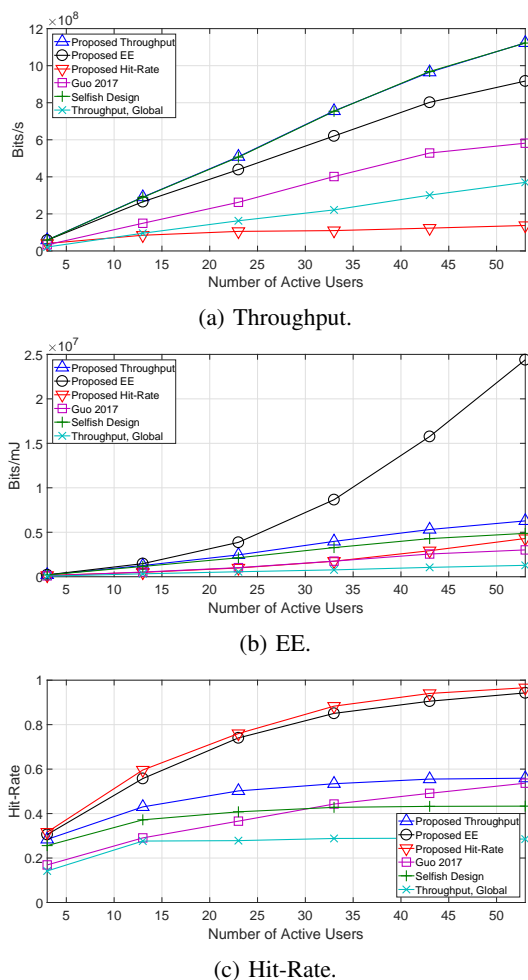 ×10^8
12
10
8
6
4
2
0
Bits/s
Proposed Throughput
Proposed EE
Proposed Hit-Rate
Guo 2017
Selfish Design
Throughput, Global
5 10 15 20 25 30 35 40 45 50
Number of Active Users
(a) Throughput.
×10^7
2.5
2
1.5
1
0.5
0
Bits/mJ
Proposed Throughput
Proposed EE
Proposed Hit-Rate
Guo 2017
Selfish Design
Throughput, Global
5 10 15 20 25 30 35 40 45 50
Number of Active Users
(b) EE.
1
0.8
0.6
0.4
0.2
0
Hit-Rate
Proposed Throughput
Proposed EE
Proposed Hit-Rate
Guo 2017
Selfish Design
Throughput, Global
5 10 15 20 25 30 35 40 45 50
Number of Active Users
(c) Hit-Rate.